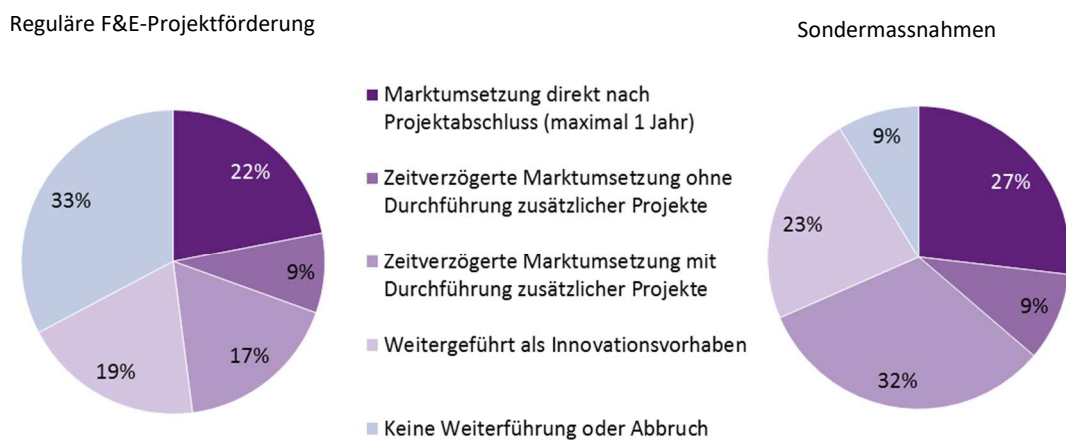 Reguläre F&E-Projektförderung
Sondermassnahmen
Marktumsetzung direkt nach
Projektabschluss (maximal 1 Jahr)
Zeitverzögerte Marktumsetzung ohne
Durchführung zusätzlicher Projekte
Zeitverzögerte Marktumsetzung mit
Durchführung zusätzlicher Projekte
Weitergeführt als Innovationsvorhaben
Keine Weiterführung oder Abbruch
22%
9%
17%
19%
33%
27%
9%
32%
23%
9%